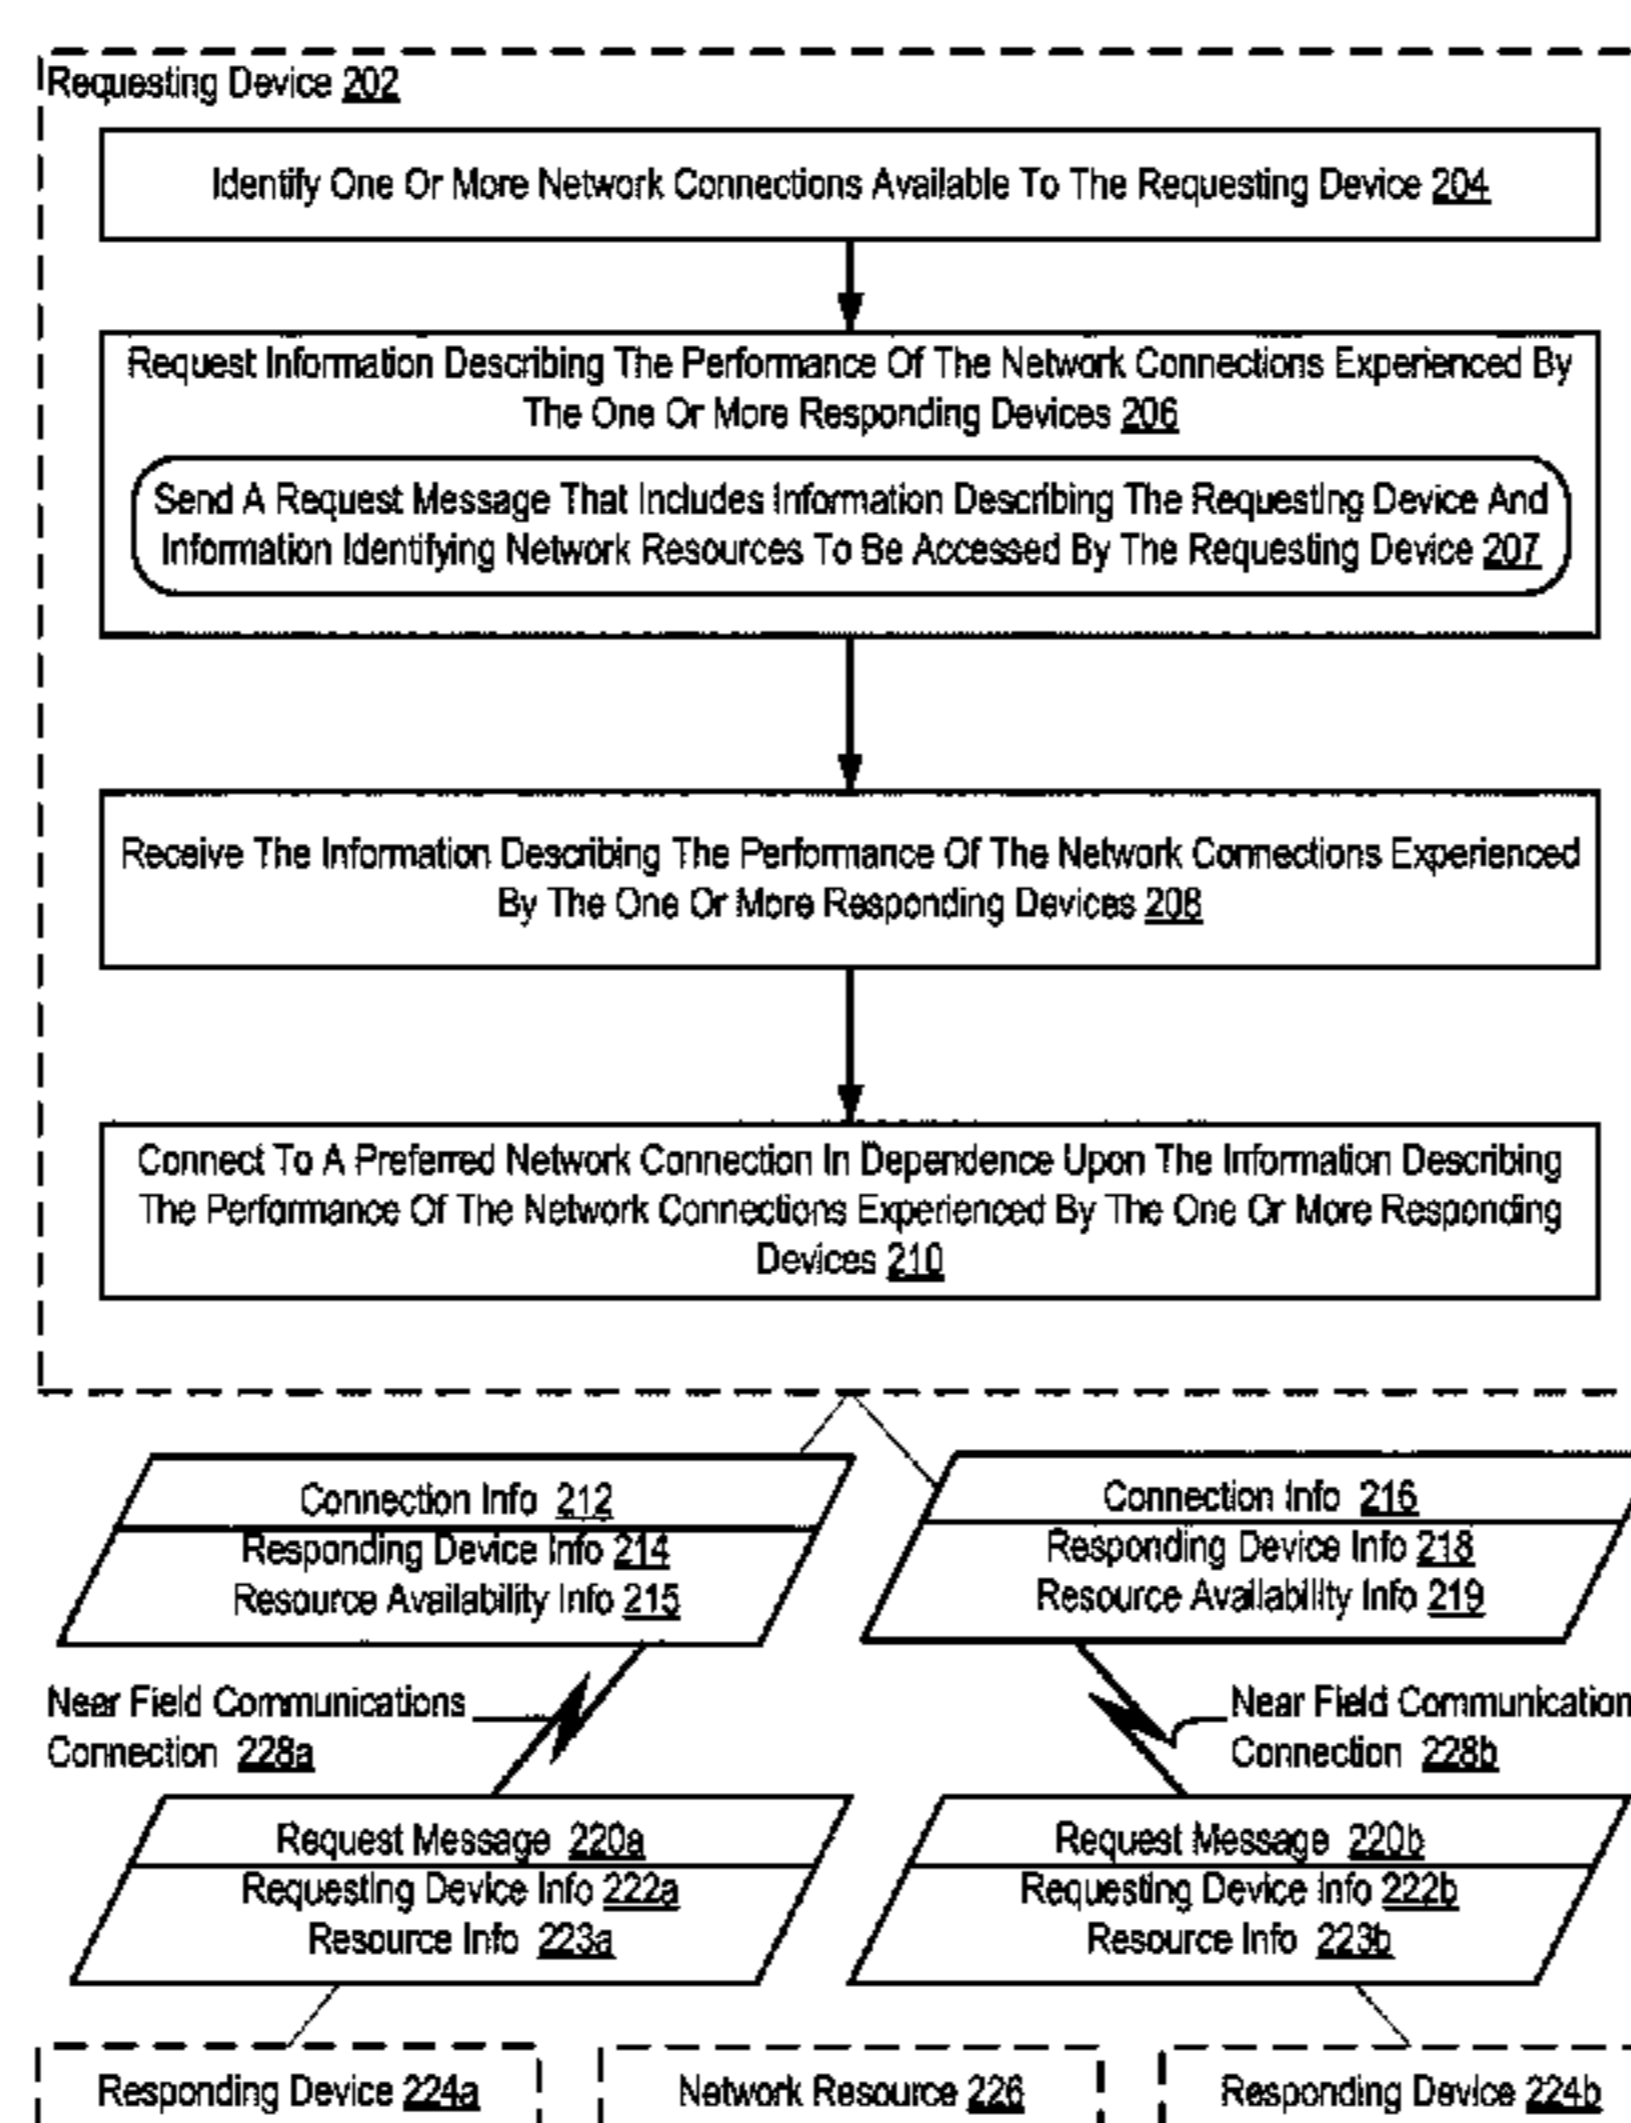 Requesting Device 202
Identify One Or More Network Connections Available To The Requesting Device 204
Request Information Describing The Performance Of The Network Connections Experienced By
The One Or More Responding Devices 206
Send A Request Message That Includes Information Describing The Requesting Device And
Information Identifying Network Resources To Be Accessed By The Requesting Device 207
Receive The Information Describing The Performance Of The Network Connections Experienced
By The One Or More Responding Devices 208
Connect To A Preferred Network Connection In Dependence Upon The Information Describing
The Performance Of The Network Connections Experienced By The One Or More Responding
Devices 210
Connection Info 212
Responding Device Info 214
Resource Availability Info 215
Connection Info 216
Responding Device Info 218
Resource Availability Info 219
Near Field Communications
Connection 228a
Near Field Communication
Connection 228b
Request Message 220a
Requesting Device Info 222a
Resource Info 223a
Request Message 220b
Requesting Device Info 222b
Resource Info 223b
Responding Device 224a
Network Resource 226
Responding Device 224b